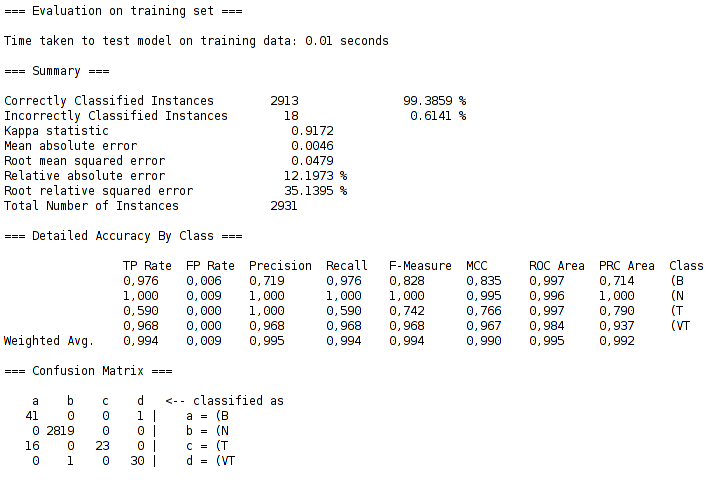 === Evaluation on training set ===
Time taken to test model on training data: 0.01 seconds
=== Summary ===
Correctly Classified Instances 2913 99.3859 %
Incorrectly Classified Instances 18 0.6141 %
Kappa statistic 0.9172
Mean absolute error 0.0046
Root mean squared error 0.0479
Relative absolute error 12.1973 %
Root relative squared error 35.1395 %
Total Number of Instances 2931
=== Detailed Accuracy By Class ===
TP Rate FP Rate Precision Recall F-Measure MCC ROC Area PRC Area Class
0,976 0,006 0,719 0,976 0,828 0,835 0,997 0,714 (B
1,000 0,009 1,000 1,000 1,000 0,995 0,996 1,000 (N
0,590 0,000 1,000 0,590 0,742 0,766 0,997 0,790 (T
0,968 0,000 0,968 0,968 0,968 0,967 0,984 0,937 (VT
Weighted Avg. 0,994 0,009 0,995 0,994 0,994 0,990 0,995 0,992
=== Confusion Matrix ===
a b c d <-- classified as
41 0 0 1 | a = (B
0 2819 0 0 | b = (N
16 0 23 0 | c = (T
0 1 0 30 | d = (VT